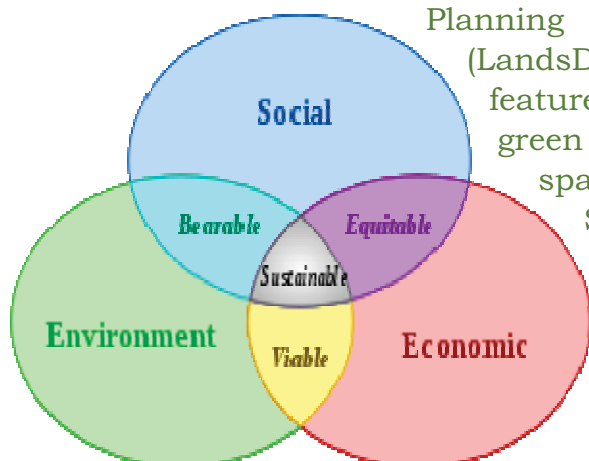 Planning
(LandsD
feature
green
spa
S
Social
Bearable
Equitable
Sustainable
Environment
Viable
Economic